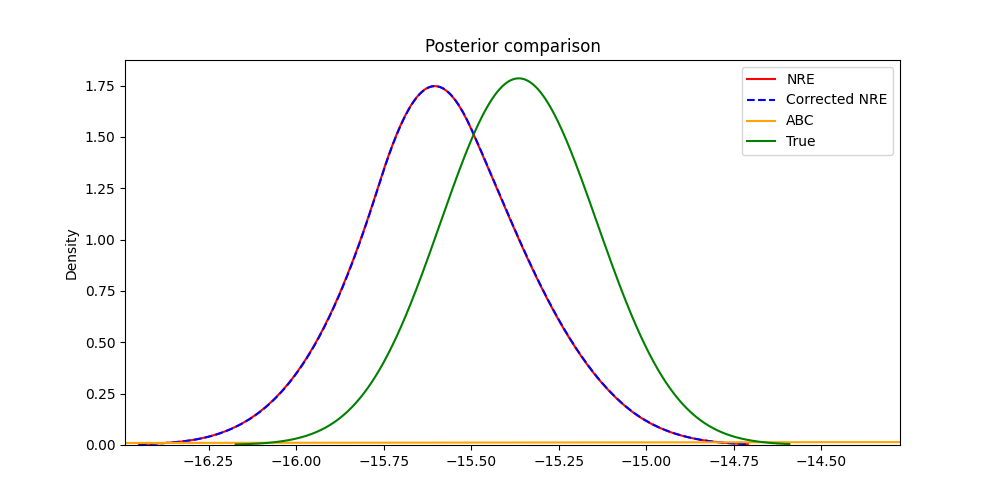 Posterior comparison
NRE
Corrected NRE
ABC
True
Density
1.75
1.50
1.25
1.00
0.75
0.50
0.25
0.00
−16.25 −16.00 −15.75 −15.50 −15.25 −15.00 −14.75 −14.50